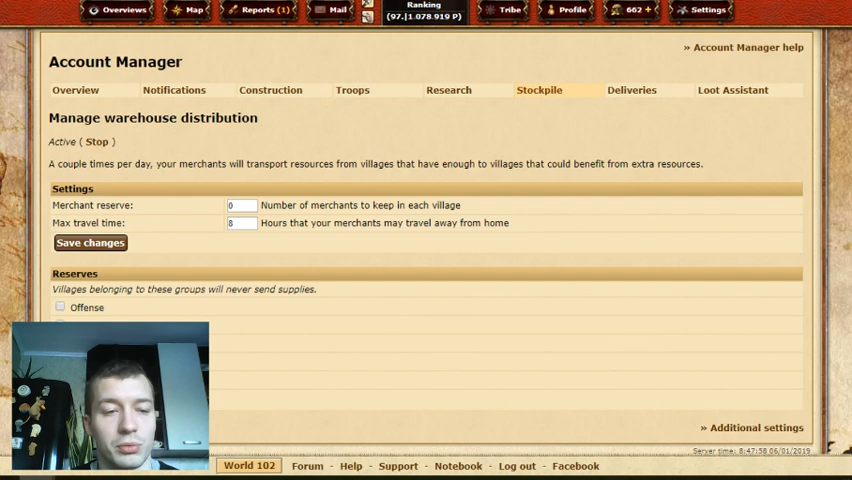 Overviews
Map
Reports (1)
Mail
Ranking
(97.|1.078.919 P)
Tribe
Profile
662
Settings
» Account Manager help
Account Manager
Overview
Notifications
Construction
Troops
Research
Stockpile
Deliveries
Loot Assistant
Manage warehouse distribution
Active ( Stop )
A couple times per day, your merchants will transport resources from villages that have enough to villages that could benefit from extra resources.
Settings
Merchant reserve: 0 Number of merchants to keep in each village
Max travel time: 8 Hours that your merchants may travel away from home
Save changes
Reserves
Villages belonging to these groups will never send supplies.
Offense
» Additional settings
Server time: 8:47:58 06/01/2019
World 102 Forum - Help - Support - Notebook - Log out - Facebook